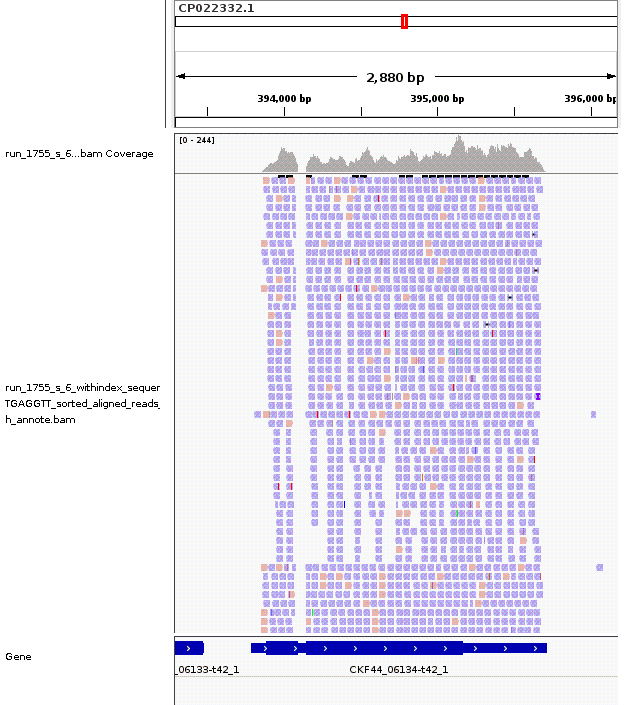 CP022332.1
2,880 bp
394,000 bp
395,000 bp
396,000 bp
run_1755_s_6...bam Coverage
[0 - 244]
run_1755_s_6_withindex_sequer
TGAGGTT_sorted_aligned_reads_
h_annote.bam
Gene
_06133-t42_1
CKF44_06134-t42_1